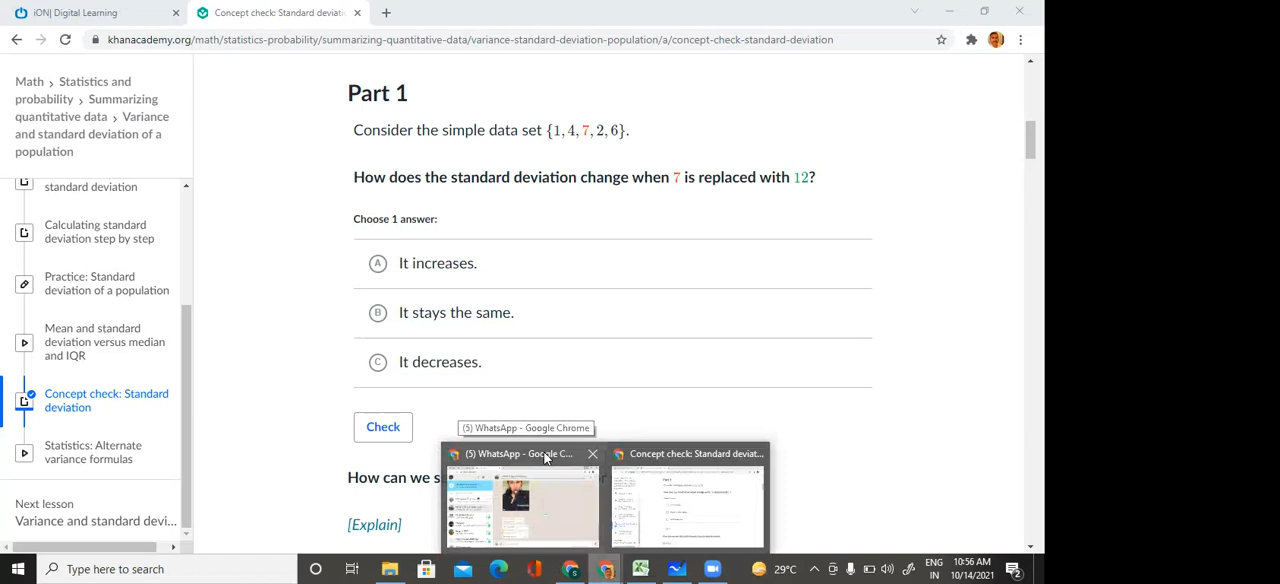 iON| Digital Learning
Concept check: Standard deviati
khanacademy.org/math/statistics-probability/summarizing-quantitative-data/variance-standard-deviation-population/a/concept-check-standard-deviation
Math > Statistics and
probability > Summarizing
quantitative data > Variance
and standard deviation of a
population
standard deviation
Calculating standard
deviation step by step
Practice: Standard
deviation of a population
Mean and standard
deviation versus median
and IQR
Concept check: Standard
deviation
Statistics: Alternate
variance formulas
Next lesson
Variance and standard devi...
Part 1
Consider the simple data set {1, 4, 7, 2, 6}.
How does the standard deviation change when 7 is replaced with 12?
Choose 1 answer:
A It increases.
B It stays the same.
C It decreases.
Check
(5) WhatsApp - Google Chrome
(5) WhatsApp - Google C...
Concept check: Standard deviat...
How can we s
[Explain]
Type here to search
29°C
ENG
IN
10:56 AM
10/14/2021
2